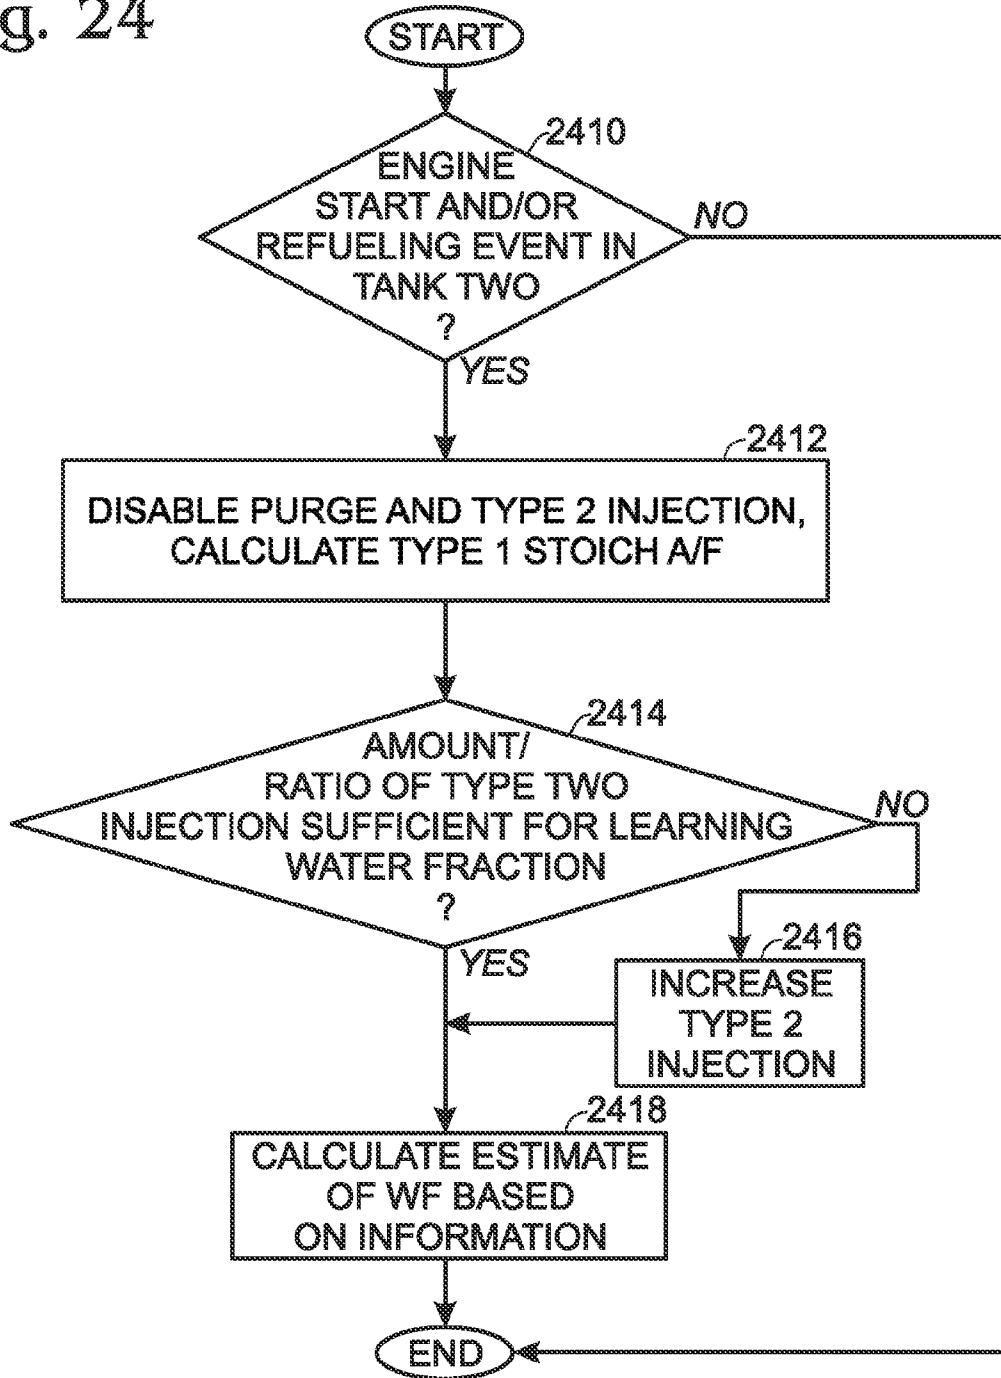 g. 24
START
2410
ENGINE
START AND/OR
REFUELING EVENT IN
TANK TWO
?
NO
YES
2412
DISABLE PURGE AND TYPE 2 INJECTION,
CALCULATE TYPE 1 STOICH A/F
2414
AMOUNT/
RATIO OF TYPE TWO
INJECTION SUFFICIENT FOR LEARNING
WATER FRACTION
?
NO
YES
2416
INCREASE
TYPE 2
INJECTION
2418
CALCULATE ESTIMATE
OF WF BASED
ON INFORMATION
END